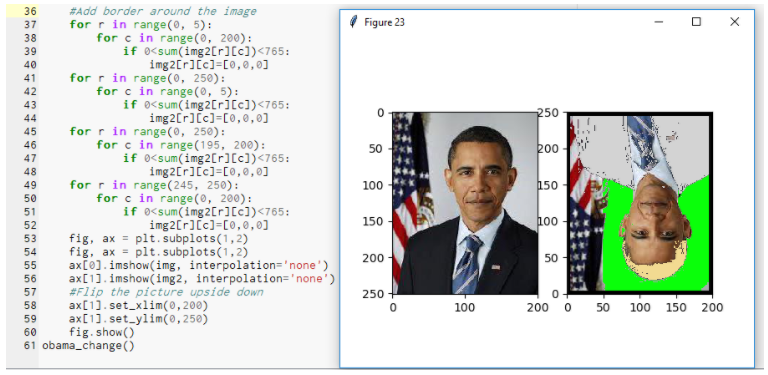 36 #Add border around the image
37 for r in range(0, 5):
38 for c in range(0, 200):
39 if 0<sum(img2[r][c])<765:
40 img2[r][c]=[0,0,0]
41 for r in range(0, 250):
42 for c in range(0, 5):
43 if 0<sum(img2[r][c])<765:
44 img2[r][c]=[0,0,0]
45 for r in range(0, 250):
46 for c in range(195, 200):
47 if 0<sum(img2[r][c])<765:
48 img2[r][c]=[0,0,0]
49 for r in range(245, 250):
50 for c in range(0, 200):
51 if 0<sum(img2[r][c])<765:
52 img2[r][c]=[0,0,0]
53 fig, ax = plt.subplots(1,2)
54 fig, ax = plt.subplots(1,2)
55 ax[0].imshow(img, interpolation='none')
56 ax[1].imshow(img2, interpolation='none')
57 #Flip the picture upside down
58 ax[1].set_xlim(0,200)
59 ax[1].set_ylim(0,250)
60 fig.show()
61 obama_change()
Figure 23
0
50
100
150
200
250
0 100 200
250
200
150
100
50
0
0 50 100 150 200